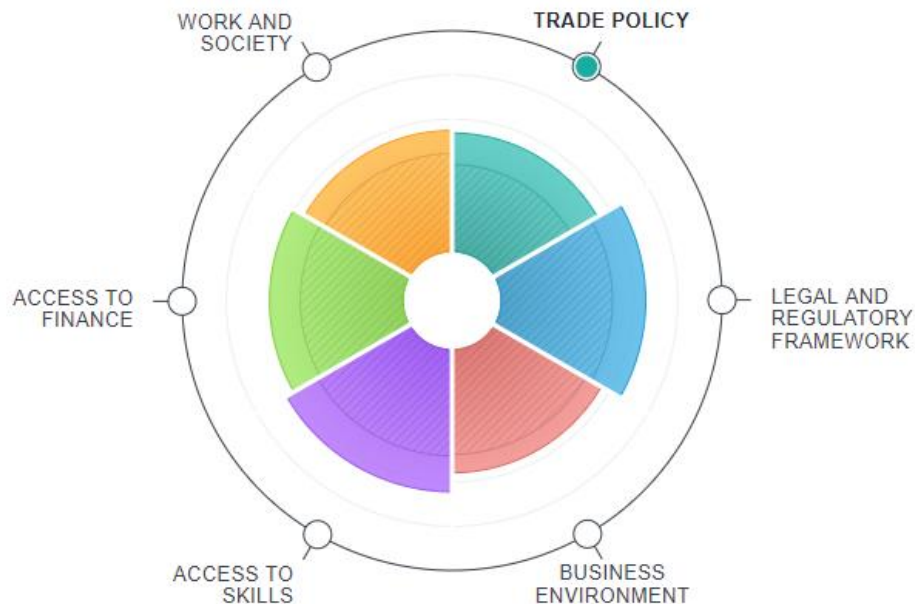 WORK AND
SOCIETY
TRADE POLICY
ACCESS TO
FINANCE
LEGAL AND
REGULATORY
FRAMEWORK
ACCESS TO
SKILLS
BUSINESS
ENVIRONMENT